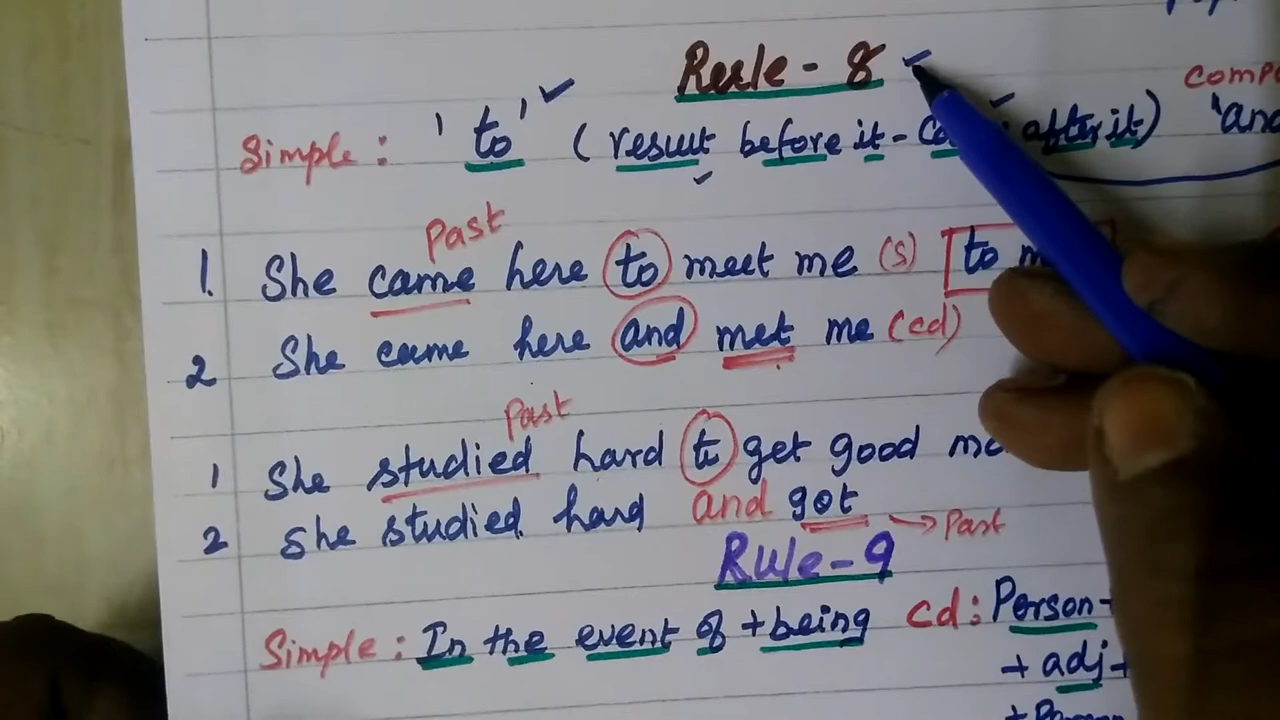 Rule - 8
Simple : 'to' (result before it - after it) 'and
Past
1. She came here to meet me (s) to
2 She came here and met me (cd)
Past
1 She studied hard to get good
2 She studied hard and got → Past
Rule - 9
Simple : In the event of + being cd : Person
+ adj +